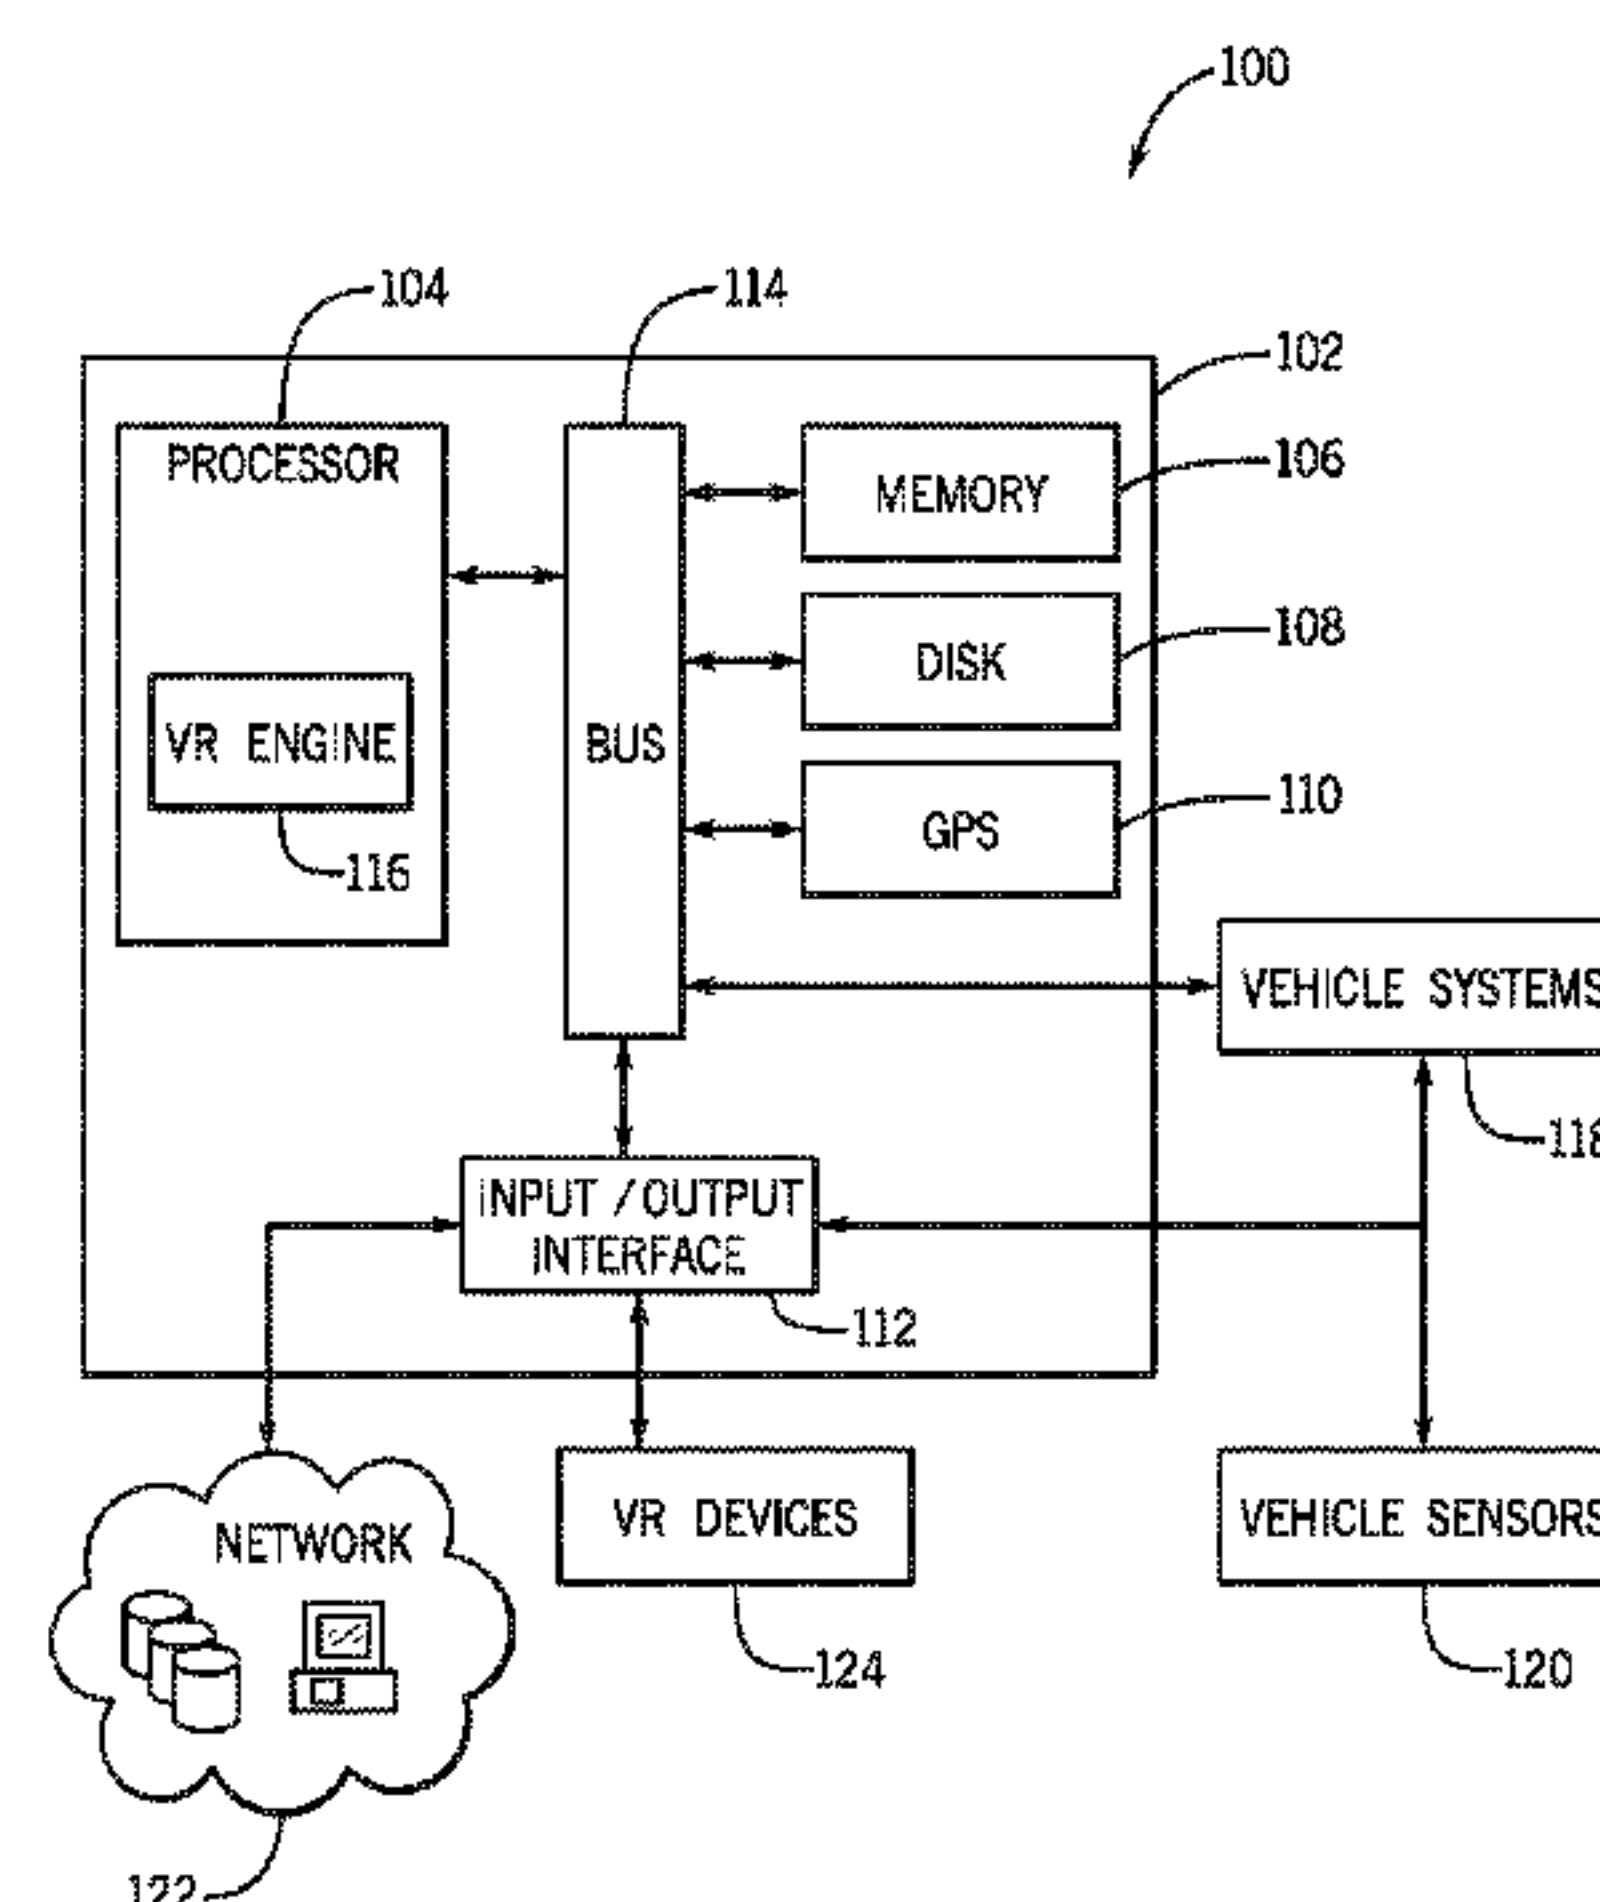 100
104
114
102
PROCESSOR
MEMORY
106
DISK
108
VR ENGINE
BUS
GPS
110
116
VEHICLE SYSTEMS
INPUT / OUTPUT
INTERFACE
112
NETWORK
VR DEVICES
VEHICLE SENSORS
124
120
122